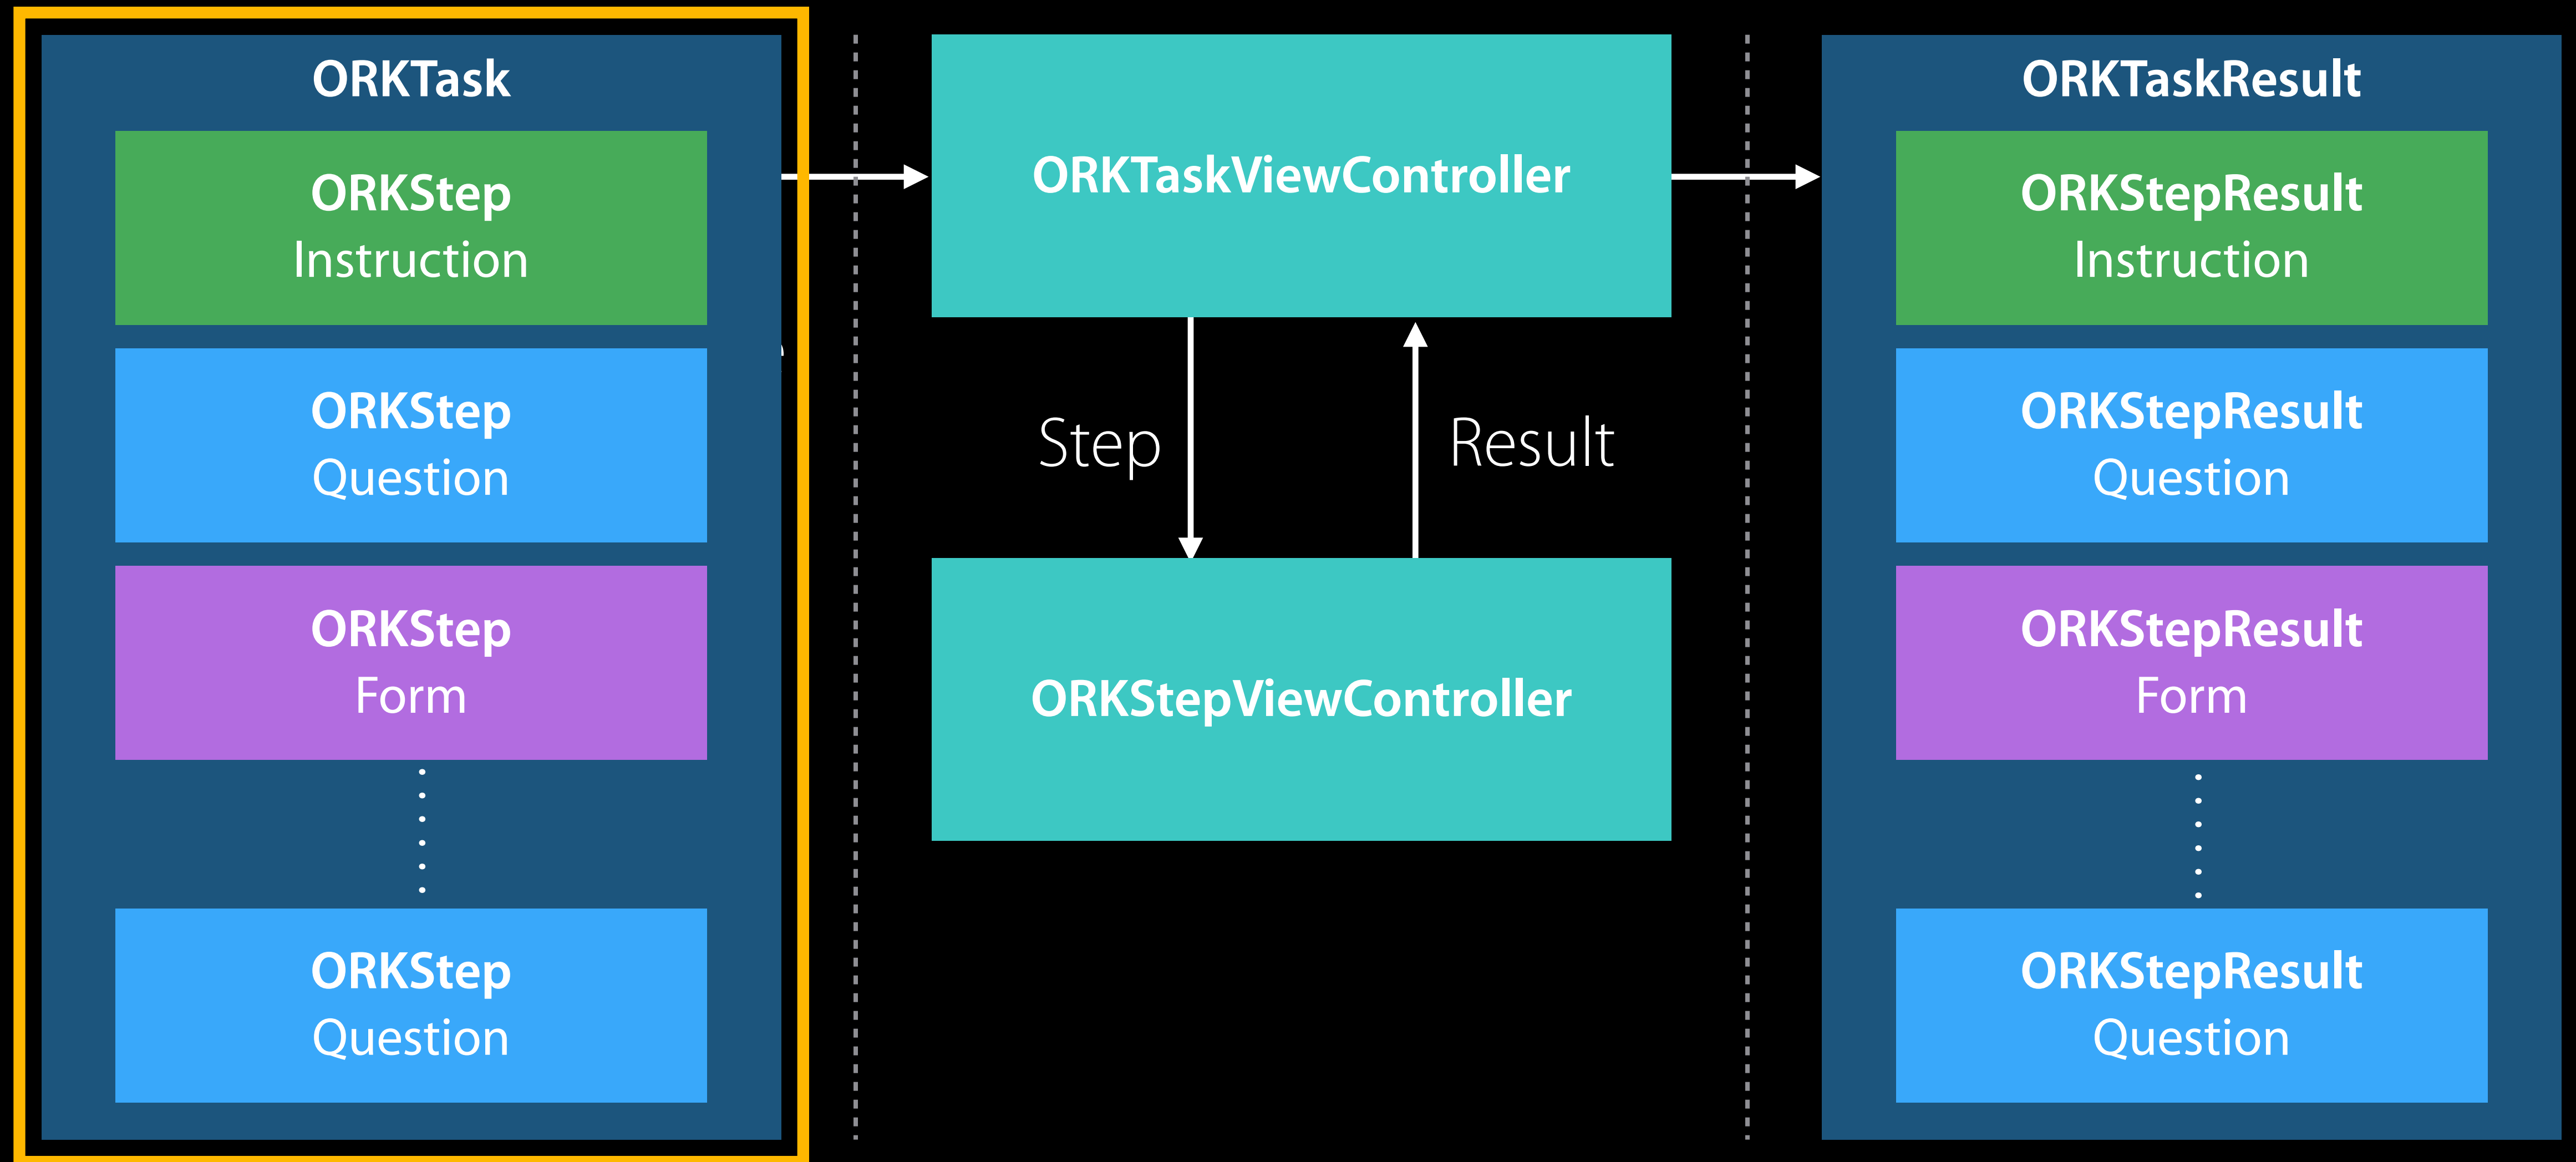 ORKTask
ORKStep
Instruction
ORKStep
Question
ORKStep
Form
ORKStep
Question
ORKTaskViewController
Step
Result
ORKStepViewController
ORKTaskResult
ORKStepResult
Instruction
ORKStepResult
Question
ORKStepResult
Form
ORKStepResult
Question